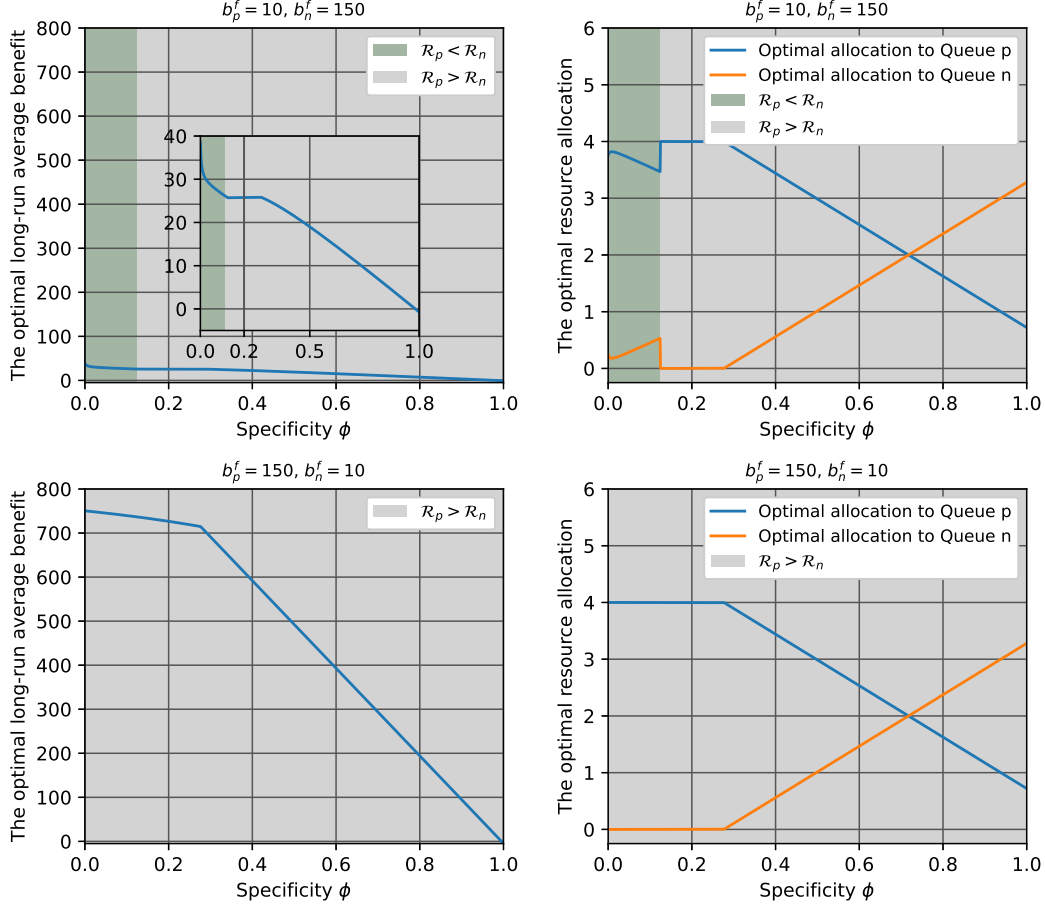 b_p^f = 10, b_n^f = 150
The optimal long-run average benefit
800
700
600
500
400
300
200
100
0
ℛ_p < ℛ_n
ℛ_p > ℛ_n
40
30
20
10
0
0.0 0.2 0.5 1.0
0.0 0.2 0.4 0.6 0.8 1.0
Specificity ϕ
b_p^f = 10, b_n^f = 150
The optimal resource allocation
6
5
4
3
2
1
0
Optimal allocation to Queue p
Optimal allocation to Queue n
ℛ_p < ℛ_n
ℛ_p > ℛ_n
0.0 0.2 0.4 0.6 0.8 1.0
Specificity ϕ
b_p^f = 150, b_n^f = 10
The optimal long-run average benefit
800
700
600
500
400
300
200
100
0
ℛ_p > ℛ_n
0.0 0.2 0.4 0.6 0.8 1.0
Specificity ϕ
b_p^f = 150, b_n^f = 10
The optimal resource allocation
6
5
4
3
2
1
0
Optimal allocation to Queue p
Optimal allocation to Queue n
ℛ_p > ℛ_n
0.0 0.2 0.4 0.6 0.8 1.0
Specificity ϕ